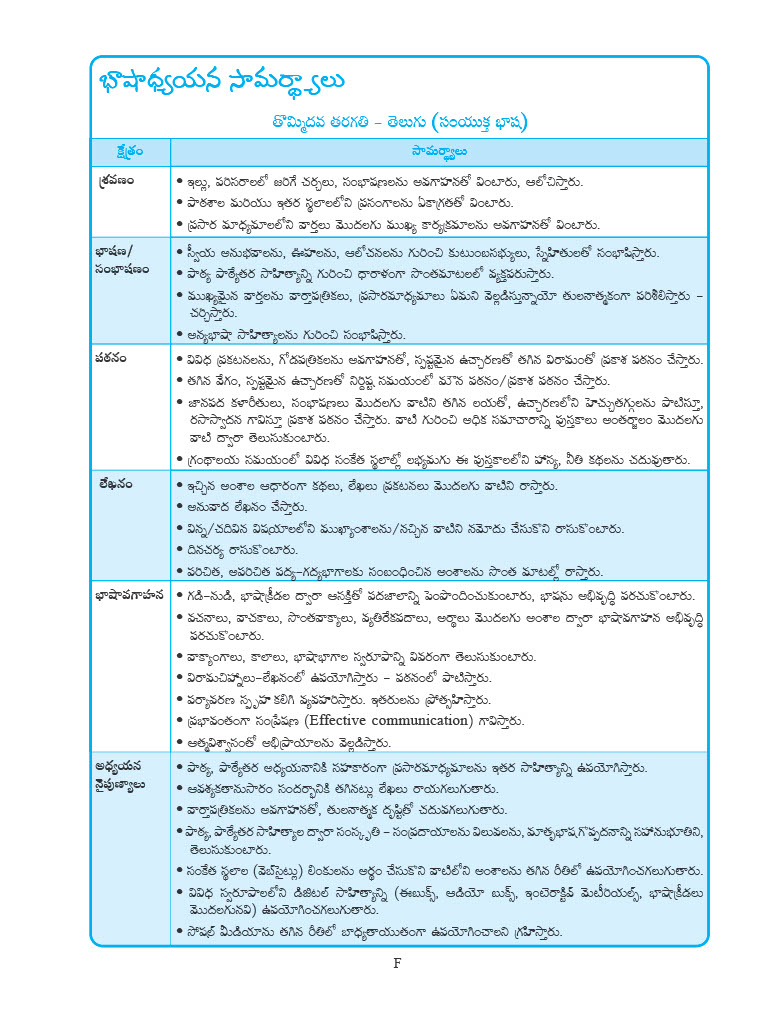 భాషాధ్యయన సామర్థ్యాలు
తొమ్మిదవ తరగతి – తెలుగు (సంయుక్త భాష)
క్షేత్రం సామర్థ్యాలు
శ్రవణం • ఇల్లు, పరిసరాలలో జరిగే చర్చలు, సంభాషణలను అవగాహనతో వింటారు, ఆలోచిస్తారు.
• పాఠశాల మరియు ఇతర స్థలాలలోని ప్రసంగాలను ఏకాగ్రతతో వింటారు.
• ప్రసార మాధ్యమాలలోని వార్తలు మొదలగు ముఖ్య కార్యక్రమాలను అవగాహనతో వింటారు.
భాషణ/ • స్వీయ అనుభవాలను, ఊహలను, ఆలోచనలను గురించి కుటుంబసభ్యులు, స్నేహితులతో సంభాషిస్తారు.
సంభాషణం • పాఠ్య పాఠ్యేతర సాహిత్యాన్ని గురించి ధారాళంగా సొంతమాటలలో వ్యక్తపరుస్తారు.
• ముఖ్యమైన వార్తలను వార్తాపత్రికలు, ప్రసారమాధ్యమాలు ఏమని వెల్లడిస్తున్నాయో తులనాత్మకంగా పరిశీలిస్తారు –
చర్చిస్తారు.
• అన్యభాషా సాహిత్యాలను గురించి సంభాషిస్తారు.
పఠనం • వివిధ ప్రకటనలను, గోడపత్రికలను అవగాహనతో, స్పష్టమైన ఉచ్చారణతో తగిన విరామంతో ప్రకాశ పఠనం చేస్తారు.
• తగిన వేగం, స్పష్టమైన ఉచ్చారణతో నిర్దిష్ట సమయంలో మౌన పఠనం/ప్రకాశ పఠనం చేస్తారు.
• జానపద కళారీతులు, సంభాషణలు మొదలగు వాటిని తగిన లయతో, ఉచ్చారణలోని హెచ్చుతగ్గులను పాటిస్తూ,
రసాస్వాదన గావిస్తూ ప్రకాశ పఠనం చేస్తారు. వాటి గురించి అధిక సమాచారాన్ని పుస్తకాలు అంతర్జాలం మొదలగు
వాటి ద్వారా తెలుసుకుంటారు.
• గ్రంథాలయ సమయంలో వివిధ సంకేత స్థలాల్లో లభ్యమగు ఈ పుస్తకాలలోని హాస్య, నీతి కథలను చదువుతారు.
లేఖనం • ఇచ్చిన అంశాల ఆధారంగా కథలు, లేఖలు ప్రకటనలు మొదలగు వాటిని రాస్తారు.
• అనువాద లేఖనం చేస్తారు.
• విన్న/చదివిన విషయాలలోని ముఖ్యాంశాలను/నచ్చిన వాటిని నమోదు చేసుకొని రాసుకొంటారు.
• దినచర్య రాసుకొంటారు.
• పరిచిత, అపరిచిత పద్య–గద్యభాగాలకు సంబంధించిన అంశాలను సొంత మాటల్లో రాస్తారు.
భాషావగాహన • గడి–నుడి, భాషాక్రీడల ద్వారా ఆసక్తితో పదజాలాన్ని పెంపొందించుకుంటారు, భాషను అభివృద్ధి పరచుకొంటారు.
• వచనాలు, వాచకాలు, సొంతవాక్యాలు, వ్యతిరేకపదాలు, అర్థాలు మొదలగు అంశాల ద్వారా భాషావగాహన అభివృద్ధి
పరచుకొంటారు.
• వాక్యాంగాలు, కాలాలు, భాషాభాగాల స్వరూపాన్ని వివరంగా తెలుసుకుంటారు.
• విరామచిహ్నాలు–లేఖనంలో ఉపయోగిస్తారు – పఠనంలో పాటిస్తారు.
• పర్యావరణ స్పృహ కలిగి వ్యవహరిస్తారు. ఇతరులను ప్రోత్సహిస్తారు.
• ప్రభావంతంగా సంప్రేషణ (Effective communication) గావిస్తారు.
• ఆత్మవిశ్వాసంతో అభిప్రాయాలను వెల్లడిస్తారు.
అధ్యయన • పాఠ్య, పాఠ్యేతర అధ్యయనానికి సహకారంగా ప్రసారమాధ్యమాలను ఇతర సాహిత్యాన్ని ఉపయోగిస్తారు.
నైపుణ్యాలు • ఆవశ్యకతానుసారం సందర్భానికి తగినట్లు లేఖలు రాయగలుగుతారు.
• వార్తాపత్రికలను అవగాహనతో, తులనాత్మక దృష్టితో చదువగలుగుతారు.
• పాఠ్య, పాఠ్యేతర సాహిత్యాల ద్వారా సంస్కృతి – సంప్రదాయాలను విలువలను, మాతృభాష గొప్పదనాన్ని సహానుభూతిని,
తెలుసుకుంటారు.
• సంకేత స్థలాల (వెబ్‌సైట్లు) లింకులను అర్థం చేసుకొని వాటిలోని అంశాలను తగిన రీతిలో ఉపయోగించగలుగుతారు.
• వివిధ స్వరూపాలలోని డిజిటల్ సాహిత్యాన్ని (ఈబుక్స్, ఆడియో బుక్స్, ఇంటెరాక్టివ్ మెటీరియల్స్, భాషాక్రీడలు
మొదలగునవి) ఉపయోగించగలుగుతారు.
• సోషల్ మీడియాను తగిన రీతిలో బాధ్యతాయుతంగా ఉపయోగించాలని గ్రహిస్తారు.
F